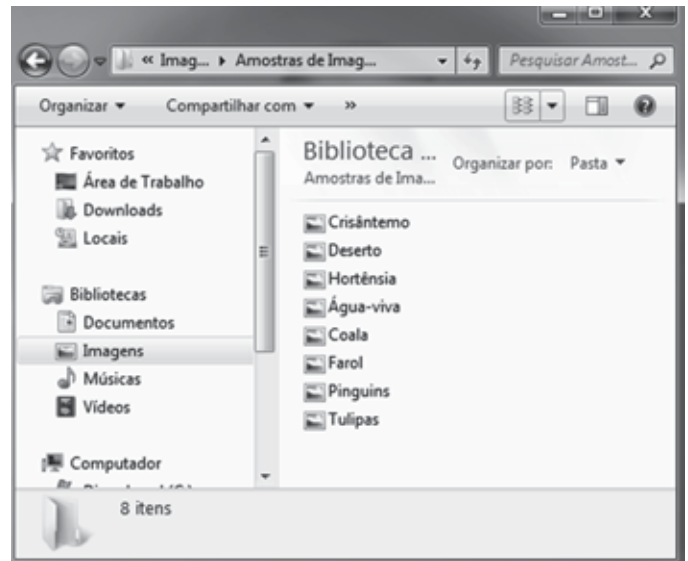 « Imag... ▸ Amostras de Imag... Pesquisar Amost...
Organizar Compartilhar com »
Favoritos
Área de Trabalho
Downloads
Locais
Bibliotecas
Documentos
Imagens
Músicas
Vídeos
Computador
Biblioteca ...
Amostras de Ima...
Organizar por: Pasta
Crisântemo
Deserto
Hortênsia
Água-viva
Coala
Farol
Pinguins
Tulipas
8 itens